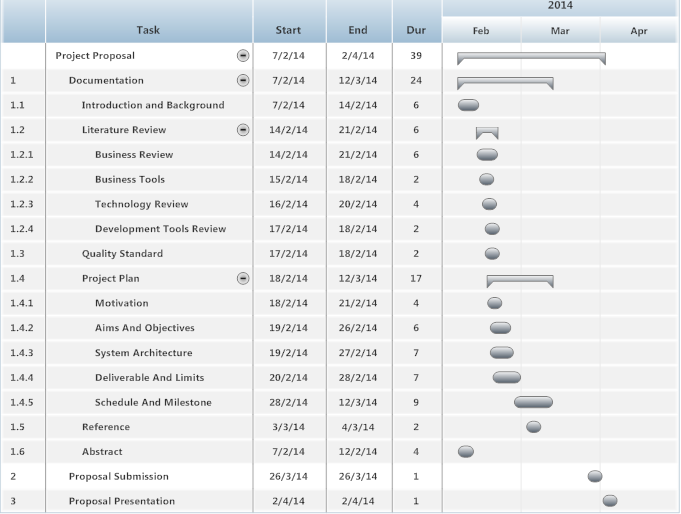 2014
Task Start End Dur Feb Mar Apr
Project Proposal 7/2/14 2/4/14 39
1 Documentation 7/2/14 12/3/14 24
1.1 Introduction and Background 7/2/14 14/2/14 6
1.2 Literature Review 14/2/14 21/2/14 6
1.2.1 Business Review 14/2/14 21/2/14 6
1.2.2 Business Tools 15/2/14 18/2/14 2
1.2.3 Technology Review 16/2/14 20/2/14 4
1.2.4 Development Tools Review 17/2/14 18/2/14 2
1.3 Quality Standard 17/2/14 18/2/14 2
1.4 Project Plan 18/2/14 12/3/14 17
1.4.1 Motivation 18/2/14 21/2/14 4
1.4.2 Aims And Objectives 19/2/14 26/2/14 6
1.4.3 System Architecture 19/2/14 27/2/14 7
1.4.4 Deliverable And Limits 20/2/14 28/2/14 7
1.4.5 Schedule And Milestone 28/2/14 12/3/14 9
1.5 Reference 3/3/14 4/3/14 2
1.6 Abstract 7/2/14 12/2/14 4
2 Proposal Submission 26/3/14 26/3/14 1
3 Proposal Presentation 2/4/14 2/4/14 1